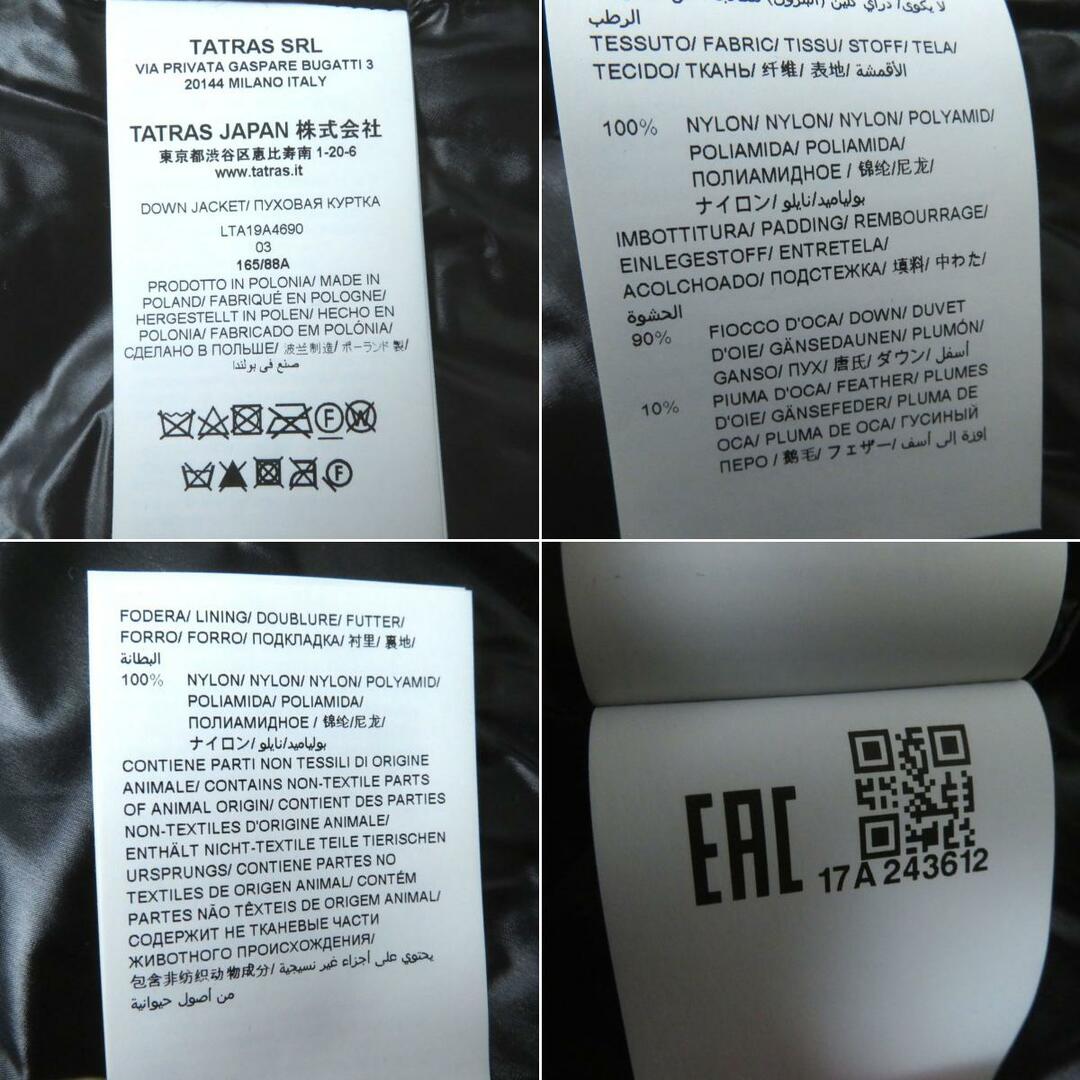 TATRAS SRL
VIA PRIVATA GASPARE BUGATTI 3
20144 MILANO ITALY
TATRAS JAPAN 株式会社
東京都渋谷区恵比寿南 1-20-6
www.tatras.it
DOWN JACKET/ ПУХОВАЯ КУРТКА
LTA19A4690
03
165/88A
PRODOTTO IN POLONIA/ MADE IN
POLAND/ FABRIQUÉ EN POLOGNE/
HERGESTELLT IN POLEN/ HECHO EN
POLONIA/ FABRICADO EM POLÓNIA/
СДЕЛАНО В ПОЛЬШЕ/ 波兰制造/ ポーランド製/
صنع في بولندا
F W
F
الرطب
TESSUTO/ FABRIC/ TISSU/ STOFF/ TELA/
TECIDO/ ТКАНЬ/ 纤维/ 表地/ الأقمشة
100% NYLON/ NYLON/ NYLON/ POLYAMID/
POLIAMIDA/ POLIAMIDA/
ПОЛИАМИДНОЕ / 锦纶/尼龙/
ナイロン/ بولياميد/نايلو
IMBOTTITURA/ PADDING/ REMBOURRAGE/
EINLEGESTOFF/ ENTRETELA/
ACOLCHOADO/ ПОДСТЕЖКА/ 填料/ 中わた/
الحشوة
90% FIOCCO D'OCA/ DOWN/ DUVET
D'OIE/ GÄNSEDAUNEN/ PLUMÓN/
GANSO/ ПУХ/ 唐氏/ ダウン/ أسفل
10% PIUMA D'OCA/ FEATHER/ PLUMES
D'OIE/ GÄNSEFEDER/ PLUMA DE
OCA/ PLUMA DE OCA/ ГУСИНЫЙ
ПЕРО / 鹅毛/ フェザー/ إلى أسف
FODERA/ LINING/ DOUBLURE/ FUTTER/
FORRO/ FORRO/ ПОДКЛАДКА/ 衬里/ 裏地/
البطانة
100% NYLON/ NYLON/ NYLON/ POLYAMID/
POLIAMIDA/ POLIAMIDA/
ПОЛИАМИДНОЕ / 锦纶/尼龙/
ナイロン/ بولياميد/نايلو
CONTIENE PARTI NON TESSILI DI ORIGINE
ANIMALE/ CONTAINS NON-TEXTILE PARTS
OF ANIMAL ORIGIN/ CONTIENT DES PARTIES
NON-TEXTILES D'ORIGINE ANIMALE/
ENTHÄLT NICHT-TEXTILE TEILE TIERISCHEN
URSPRUNGS/ CONTIENE PARTES NO
TEXTILES DE ORIGEN ANIMAL/ CONTÉM
PARTES NÃO TÊXTEIS DE ORIGEM ANIMAL/
СОДЕРЖИТ НЕ ТКАНЕВЫЕ ЧАСТИ
ЖИВОТНОГО ПРОИСХОЖДЕНИЯ/
包含非纺织动物成分/ يحتوي على أجزاء غير نسيجية
من أصول حيوانية
EAC
17A 243612